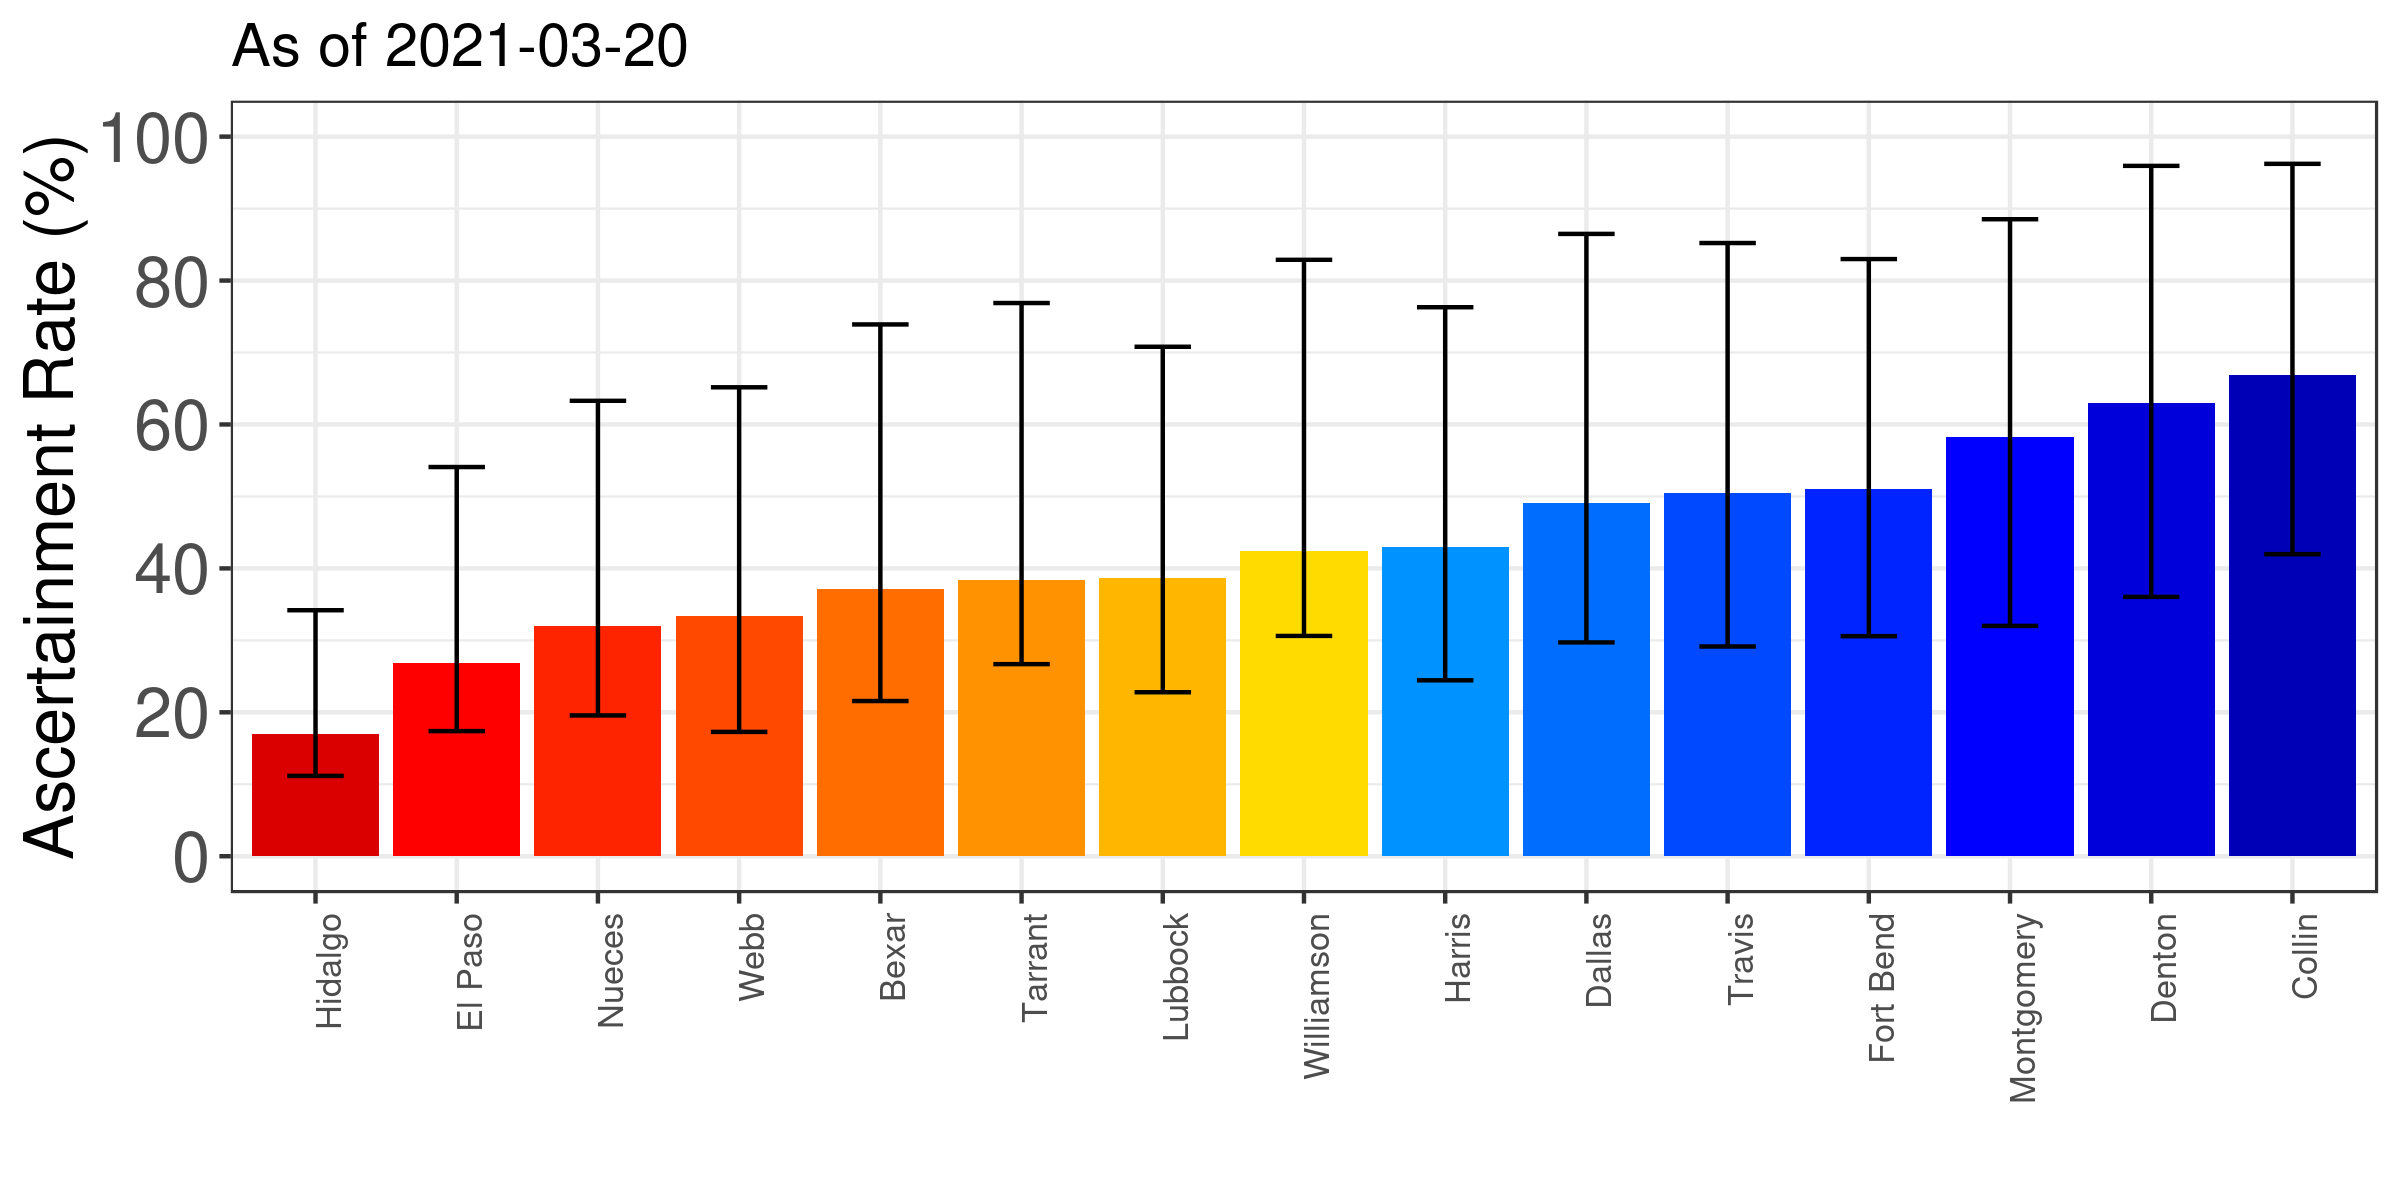 As of 2021-03-20
Ascertainment Rate (%)
100
80
60
40
20
0
Hidalgo
El Paso
Nueces
Webb
Bexar
Tarrant
Lubbock
Williamson
Harris
Dallas
Travis
Fort Bend
Montgomery
Denton
Collin